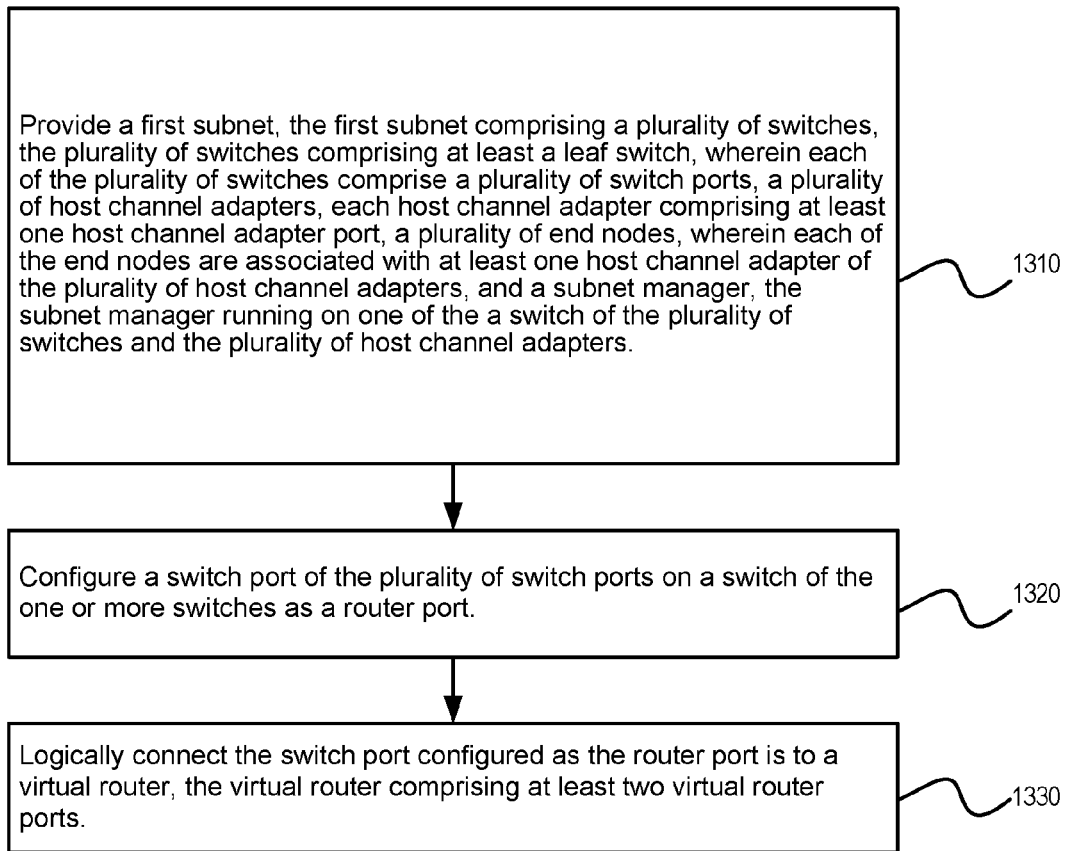 Provide a first subnet, the first subnet comprising a plurality of switches,
the plurality of switches comprising at least a leaf switch, wherein each
of the plurality of switches comprise a plurality of switch ports, a plurality
of host channel adapters, each host channel adapter comprising at least
one host channel adapter port, a plurality of end nodes, wherein each of
the end nodes are associated with at least one host channel adapter of
the plurality of host channel adapters, and a subnet manager, the
subnet manager running on one of the a switch of the plurality of
switches and the plurality of host channel adapters.
1310
Configure a switch port of the plurality of switch ports on a switch of the
one or more switches as a router port.
1320
Logically connect the switch port configured as the router port is to a
virtual router, the virtual router comprising at least two virtual router
ports.
1330